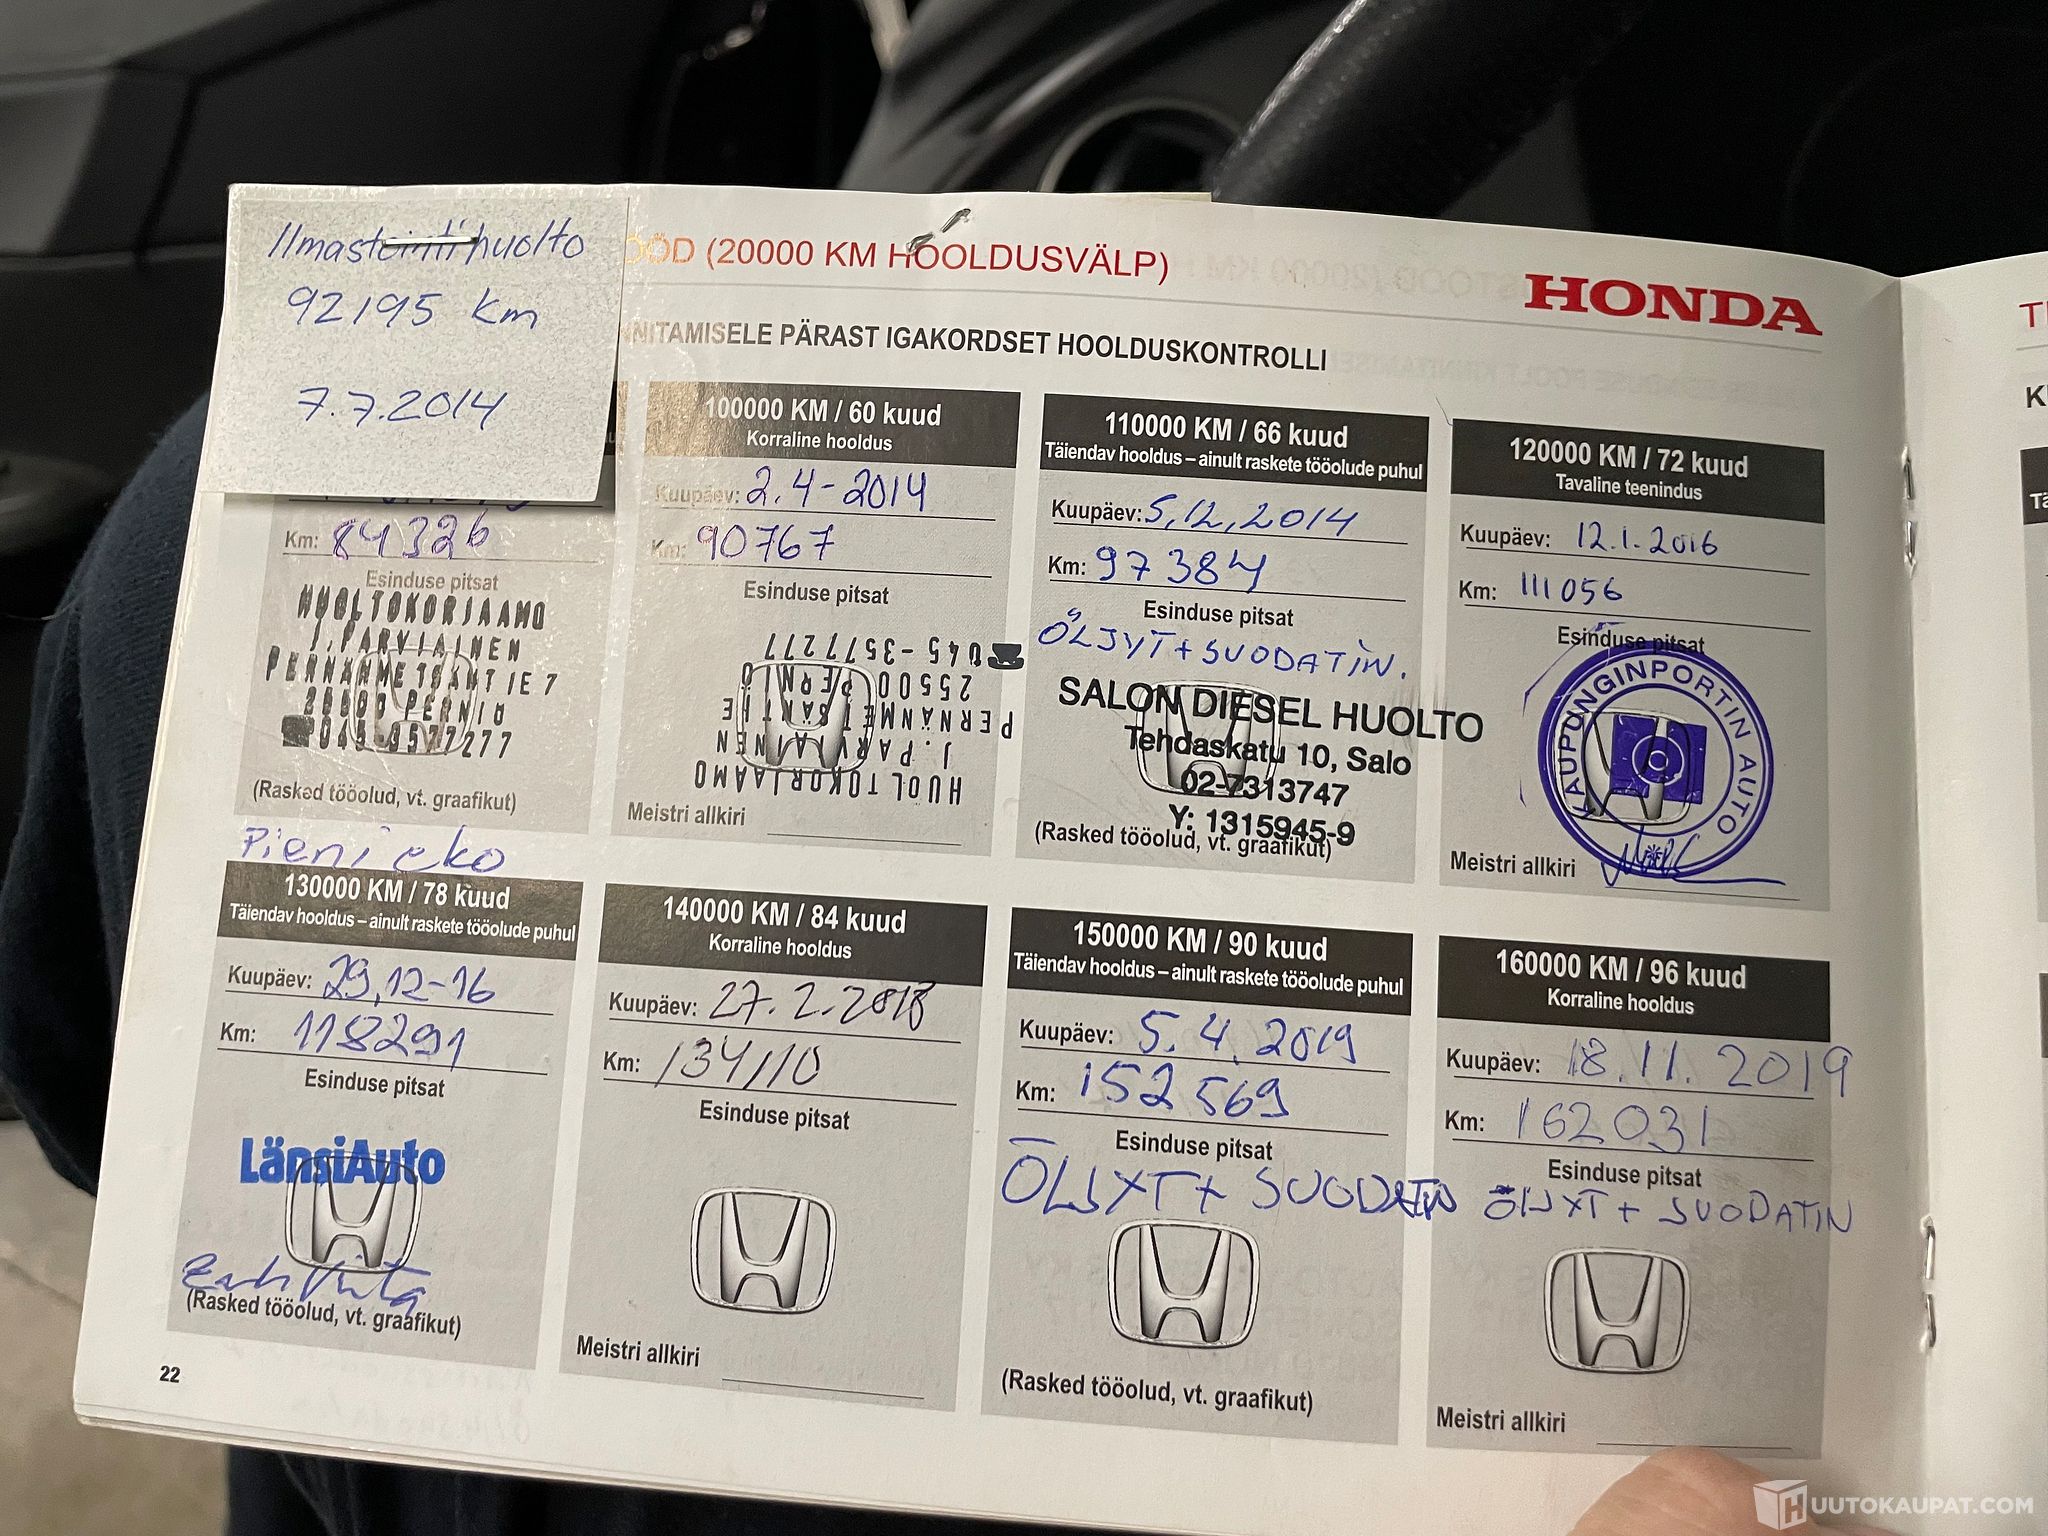 Ilmastointihuolto
92195 km
7.7.2014
ÖÖD (20000 KM HOOLDUSVÄLP)
HONDA
NNITAMISELE PÄRAST IGAKORDSET HOOLDUSKONTROLLI
Km: 84326
Esinduse pitsat
HUOLTOKORJAAMO
J. PARVIAINEN
PERNÄNMETSÄNTIE 7
25500 PERNIÖ
☎045-3577277
(Rasked tööolud, vt. graafikut)
Pieni eko
100000 KM / 60 kuud
Korraline hooldus
Kuupäev: 2.4-2014
Km: 90767
Esinduse pitsat
HUOLTOKORJAAMO
J. PARVIAINEN
PERNÄNMETSÄNTIE
25500 PERNIÖ
☎045-3577277
Meistri allkiri
110000 KM / 66 kuud
Täiendav hooldus – ainult raskete tööolude puhul
Kuupäev: 5,12,2014
Km: 97384
Esinduse pitsat
ÖLJYT + SUODATIN.
SALON DIESEL HUOLTO
Tehdaskatu 10, Salo
02-7313747
Y: 1315945-9
(Rasked tööolud, vt. graafikut)
120000 KM / 72 kuud
Tavaline teenindus
Kuupäev: 12.1.2016
Km: 111056
Esinduse pitsat
KAUPUNGINPORTIN AUTO
Meistri allkiri
130000 KM / 78 kuud
Täiendav hooldus – ainult raskete tööolude puhul
Kuupäev: 29,12-16
Km: 118291
Esinduse pitsat
LänsiAuto
(Rasked tööolud, vt. graafikut)
140000 KM / 84 kuud
Korraline hooldus
Kuupäev: 27.2.2018
Km: 134110
Esinduse pitsat
Meistri allkiri
150000 KM / 90 kuud
Täiendav hooldus – ainult raskete tööolude puhul
Kuupäev: 5.4.2019
Km: 152569
Esinduse pitsat
ÖLJYT + SUODATIN
(Rasked tööolud, vt. graafikut)
160000 KM / 96 kuud
Korraline hooldus
Kuupäev: 18.11.2019
Km: 162031
Esinduse pitsat
ÖLJYT + SUODATIN
Meistri allkiri
22
HUUTOKAUPAT.COM